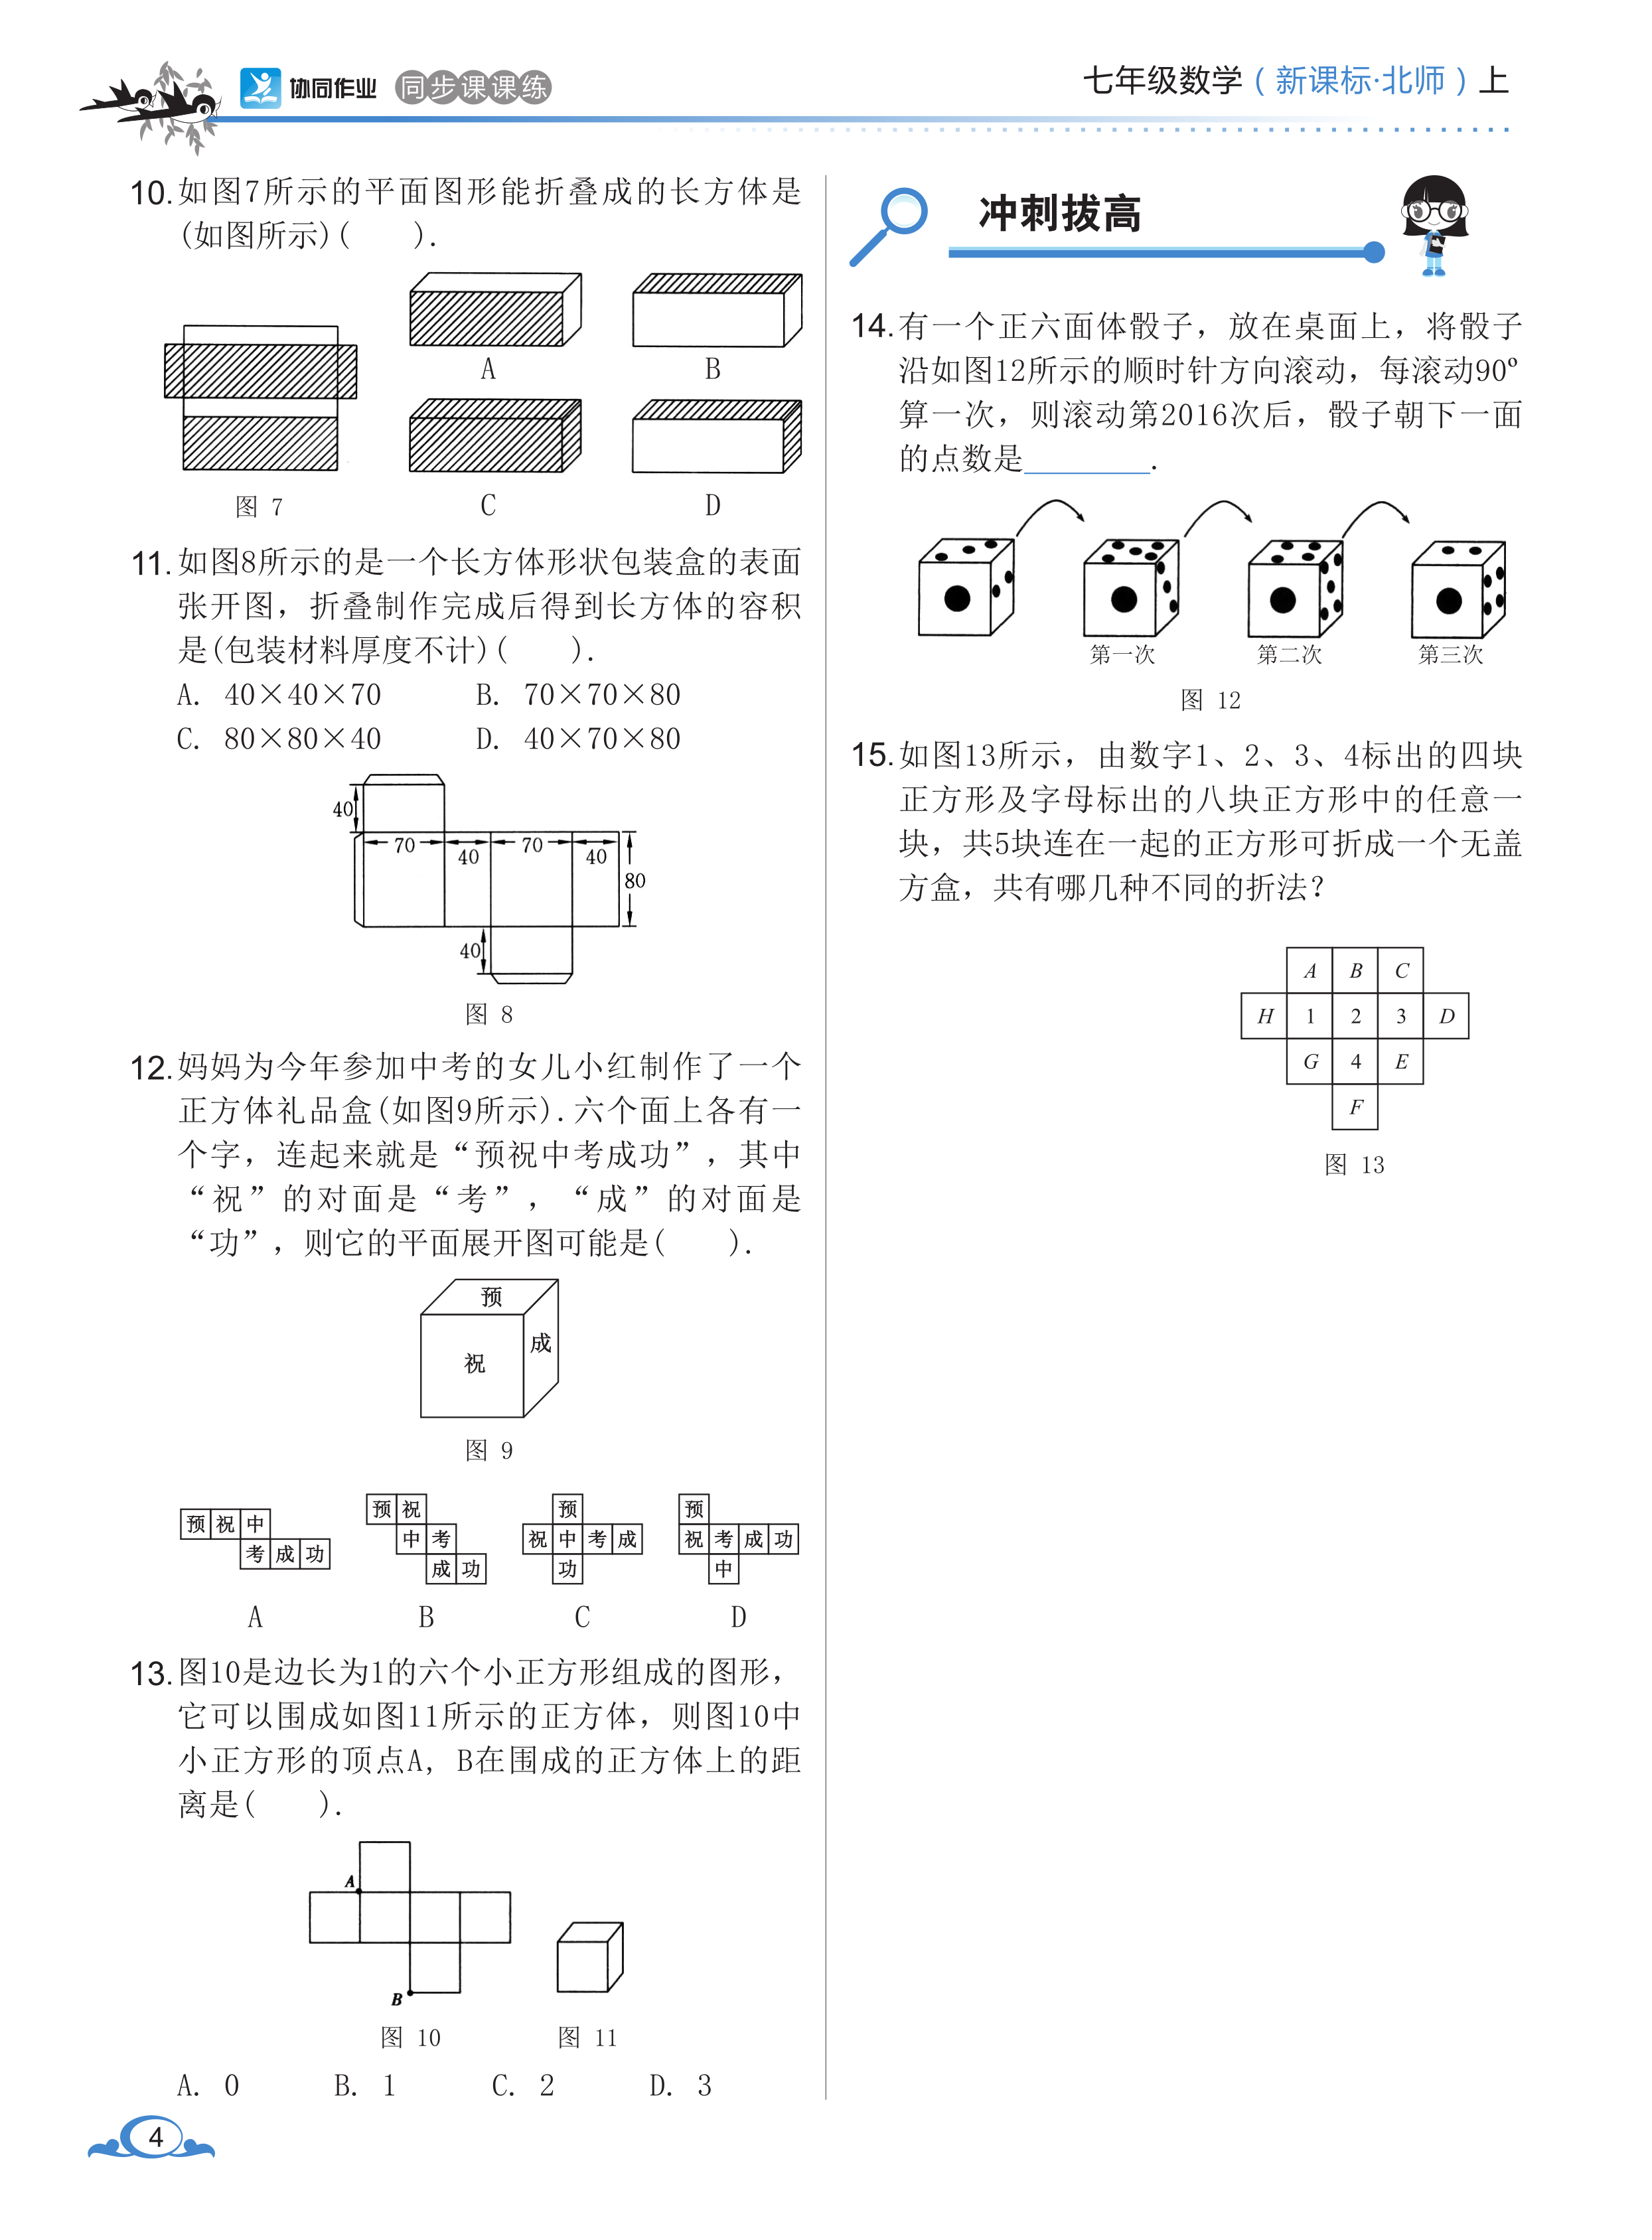 协同作业 同步课课练
七年级数学（新课标·北师）上
10.如图7所示的平面图形能折叠成的长方体是
(如图所示)(　　).
A
B
图 7
C
D
11.如图8所示的是一个长方体形状包装盒的表面
张开图，折叠制作完成后得到长方体的容积
是(包装材料厚度不计)(　　).
A. 40×40×70　　B. 70×70×80
C. 80×80×40　　D. 40×70×80
40
70 40 70 40
80
40
图 8
12.妈妈为今年参加中考的女儿小红制作了一个
正方体礼品盒(如图9所示).六个面上各有一
个字，连起来就是“预祝中考成功”，其中
“祝”的对面是“考”，“成”的对面是
“功”，则它的平面展开图可能是(　　).
预
成
祝
图 9
预 祝 中
考 成 功
预 祝
中 考
成 功
预
祝 中 考 成
功
预
祝 考 成 功
中
A　　B　　C　　D
13.图10是边长为1的六个小正方形组成的图形，
它可以围成如图11所示的正方体，则图10中
小正方形的顶点A，B在围成的正方体上的距
离是(　　).
A
B
图 10　　图 11
A. 0　　B. 1　　C. 2　　D. 3
4
冲刺拔高
14.有一个正六面体骰子，放在桌面上，将骰子
沿如图12所示的顺时针方向滚动，每滚动90°
算一次，则滚动第2016次后，骰子朝下一面
的点数是________.
第一次　　第二次　　第三次
图 12
15.如图13所示，由数字1、2、3、4标出的四块
正方形及字母标出的八块正方形中的任意一
块，共5块连在一起的正方形可折成一个无盖
方盒，共有哪几种不同的折法？
A B C
H 1 2 3 D
G 4 E
F
图 13